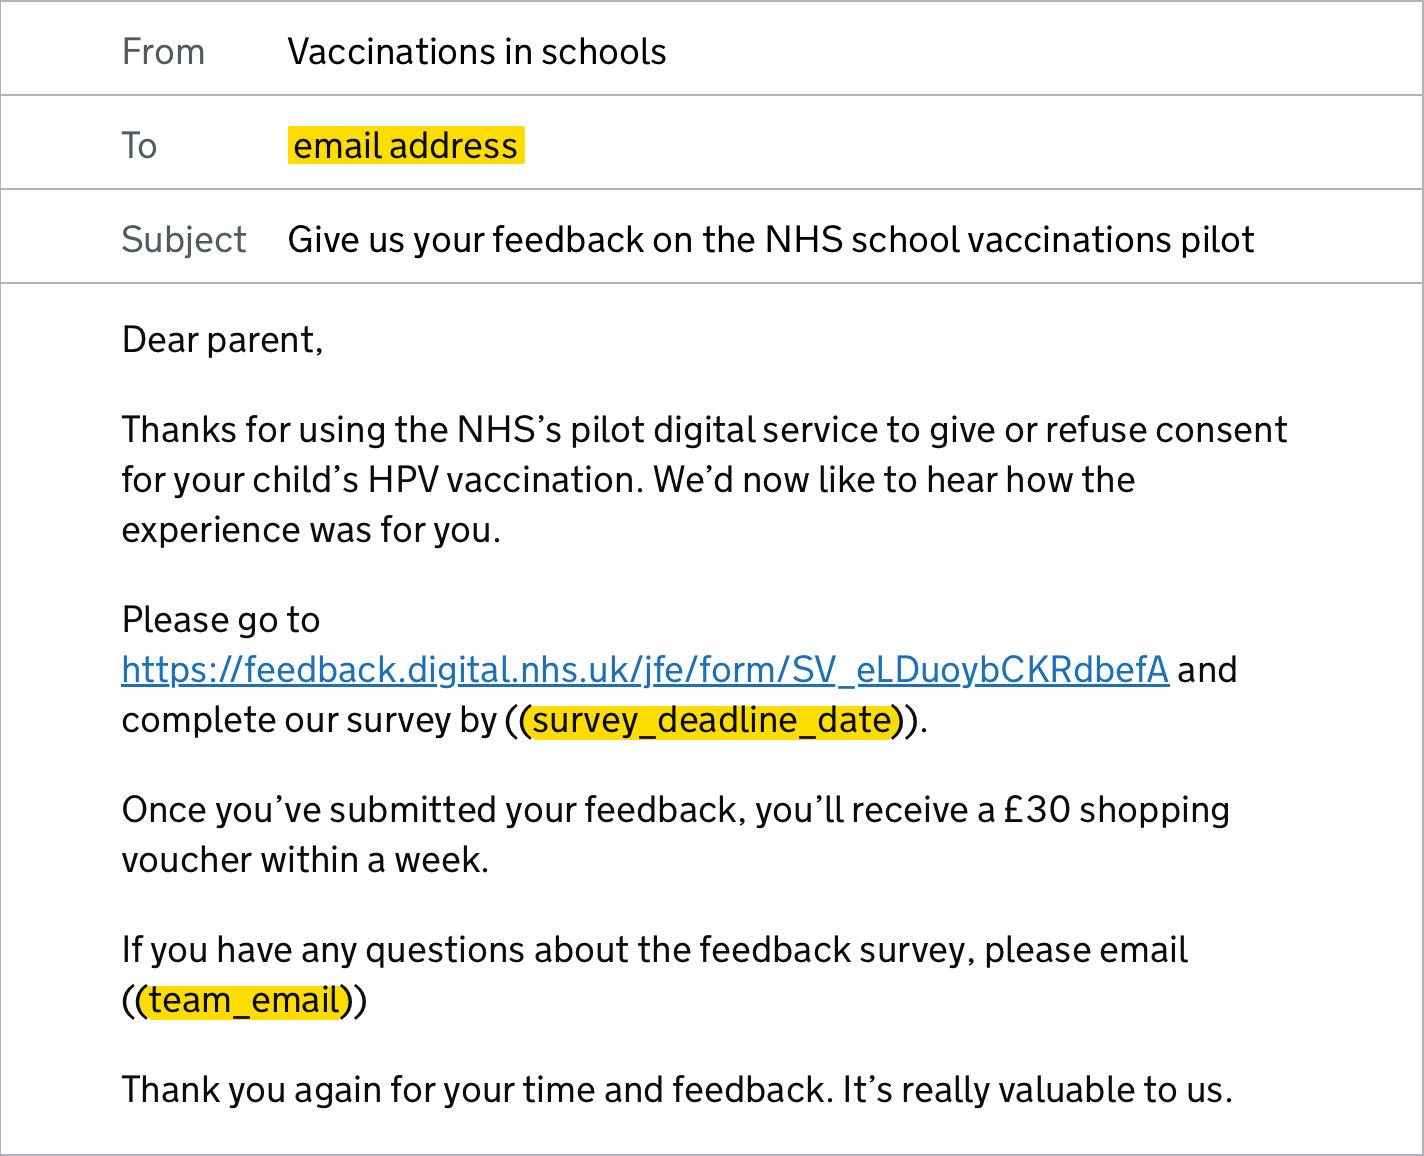 From Vaccinations in schools
To email address
Subject Give us your feedback on the NHS school vaccinations pilot
Dear parent,
Thanks for using the NHS’s pilot digital service to give or refuse consent
for your child’s HPV vaccination. We’d now like to hear how the
experience was for you.
Please go to
https://feedback.digital.nhs.uk/jfe/form/SV_eLDuoybCKRdbefA and
complete our survey by ((survey_deadline_date)).
Once you’ve submitted your feedback, you’ll receive a £30 shopping
voucher within a week.
If you have any questions about the feedback survey, please email
((team_email))
Thank you again for your time and feedback. It’s really valuable to us.